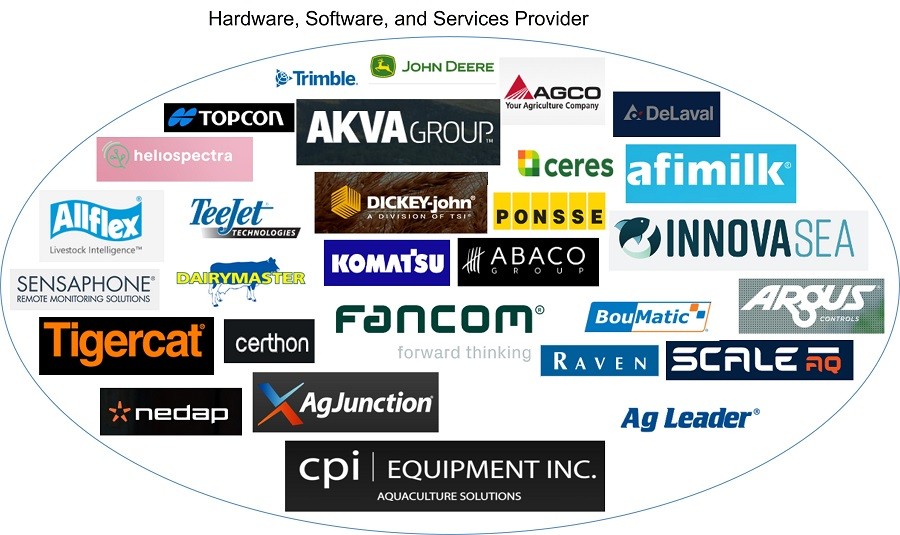 Hardware, Software, and Services Provider
Trimble.
JOHN DEERE
AGCO
Your Agriculture Company
TOPCON
AKVA GROUP™
DeLaval
heliospectra
ceres
afimilk®
Allflex®
Livestock Intelligence™
TeeJet®
TECHNOLOGIES
DICKEY-john®
A DIVISION OF TSI®
PONSSE
INNOVASEA
KOMATSU
ABACO
GROUP
SENSAPHONE®
REMOTE MONITORING SOLUTIONS
DAIRYMASTER
FANCOM®
forward thinking
BouMatic®
ARGUS
CONTROLS
Tigercat®
certhon
RAVEN
SCALE AQ
nedap
AgJunction®
Ag Leader®
cpi EQUIPMENT INC.
AQUACULTURE SOLUTIONS